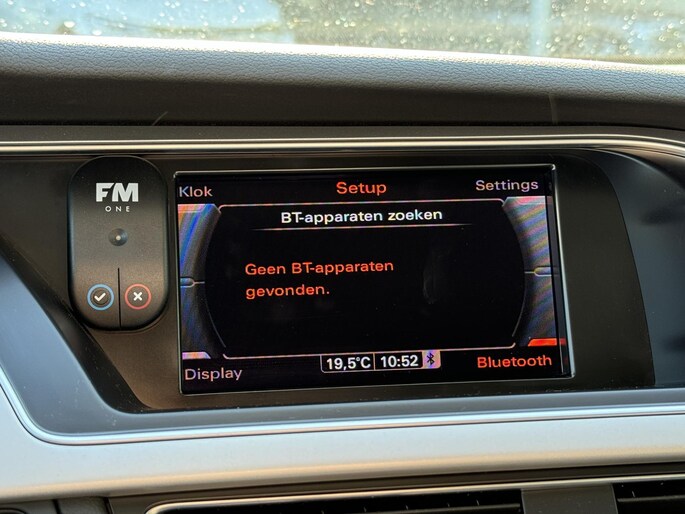 FM
ONE
Klok
Setup
Settings
BT-apparaten zoeken
Geen BT-apparaten
gevonden.
Display
19,5°C 10:52
Bluetooth